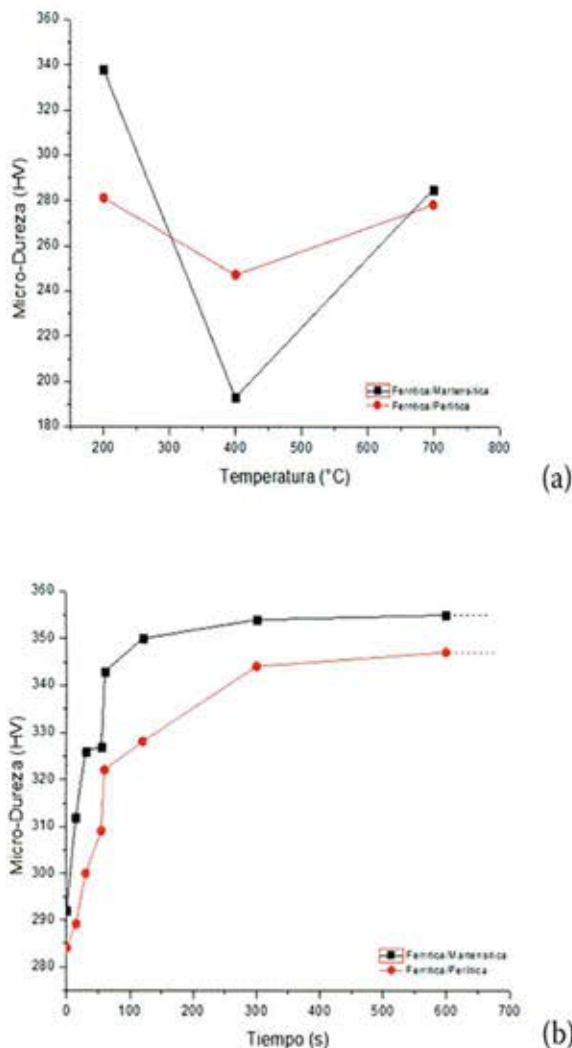 360
340
320
300
280
260
240
220
200
190
180
Micro-Dureza (HV)
200 300 400 500 600 700 800
Temperatura (°C)
Ferritica/Martensitica
Ferritica/Perlitica
(a)
360
350
340
330
320
310
300
290
280
Micro-Dureza (HV)
0 100 200 300 400 500 600 700
Tiempo (s)
Ferritica/Martensitica
Ferritica/Perlitica
(b)